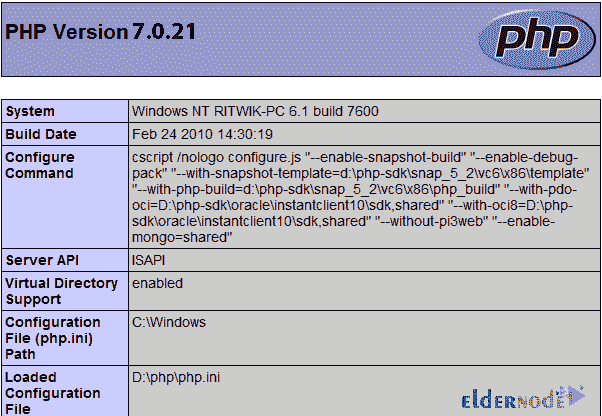 PHP Version 7.0.21
php
System Windows NT RITWIK-PC 6.1 build 7600
Build Date Feb 24 2010 14:30:19
Configure Command cscript /nologo configure.js "--enable-snapshot-build" "--enable-debug-
pack" "--with-snapshot-template=d:\php-sdk\snap_5_2\vc6\x86\template"
"--with-php-build=d:\php-sdk\snap_5_2\vc6\x86\php_build" "--with-pdo-
oci=D:\php-sdk\oracle\instantclient10\sdk,shared" "--with-oci8=D:\php-
sdk\oracle\instantclient10\sdk,shared" "--without-pi3web" "--enable-
mongo=shared"
Server API ISAPI
Virtual Directory
Support enabled
Configuration
File (php.ini)
Path C:\Windows
Loaded
Configuration
File D:\php\php.ini
ELDERNODE